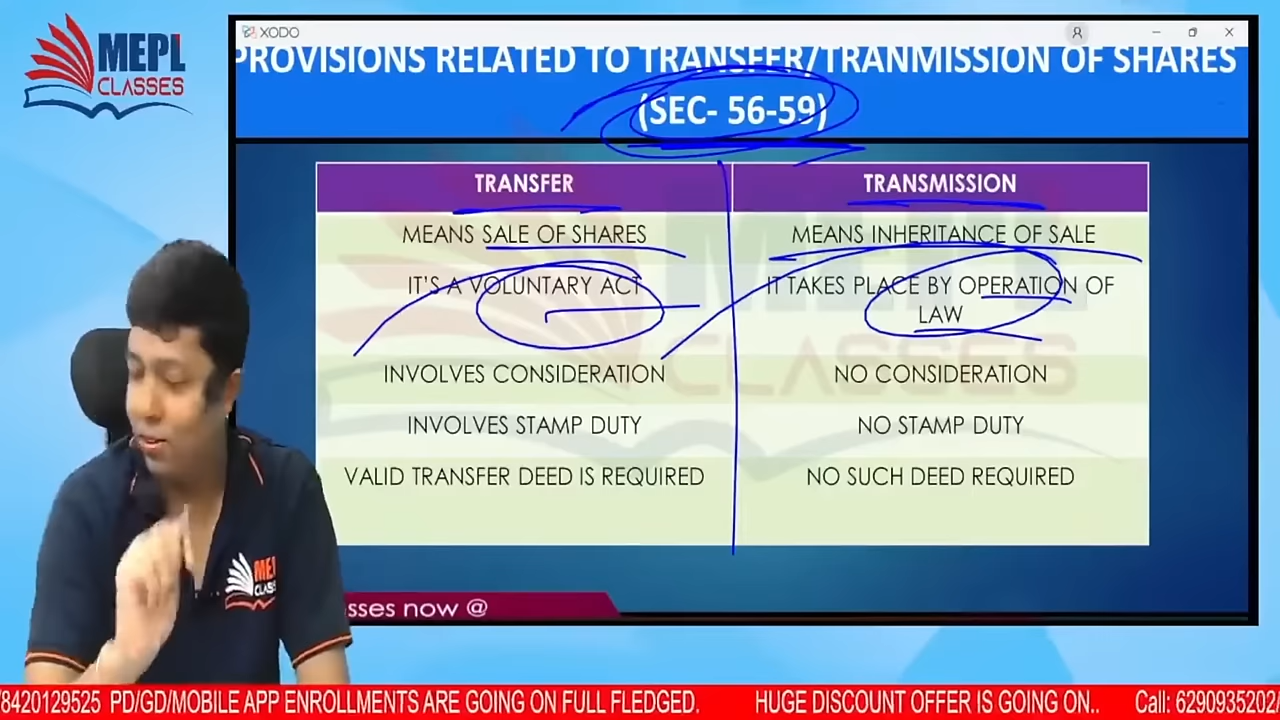 MEPL
CLASSES
XODO
PROVISIONS RELATED TO TRANSFER/TRANMISSION OF SHARES
(SEC- 56-59)
TRANSFER
TRANSMISSION
MEANS SALE OF SHARES
MEANS INHERITANCE OF SALE
IT'S A VOLUNTARY ACT
IT TAKES PLACE BY OPERATION OF
LAW
INVOLVES CONSIDERATION
NO CONSIDERATION
INVOLVES STAMP DUTY
NO STAMP DUTY
VALID TRANSFER DEED IS REQUIRED
NO SUCH DEED REQUIRED
MEPL
CLASSES
sses now @
/8420129525 PD/GD/MOBILE APP ENROLLMENTS ARE GOING ON FULL FLEDGED. HUGE DISCOUNT OFFER IS GOING ON.. Call: 6290935202/